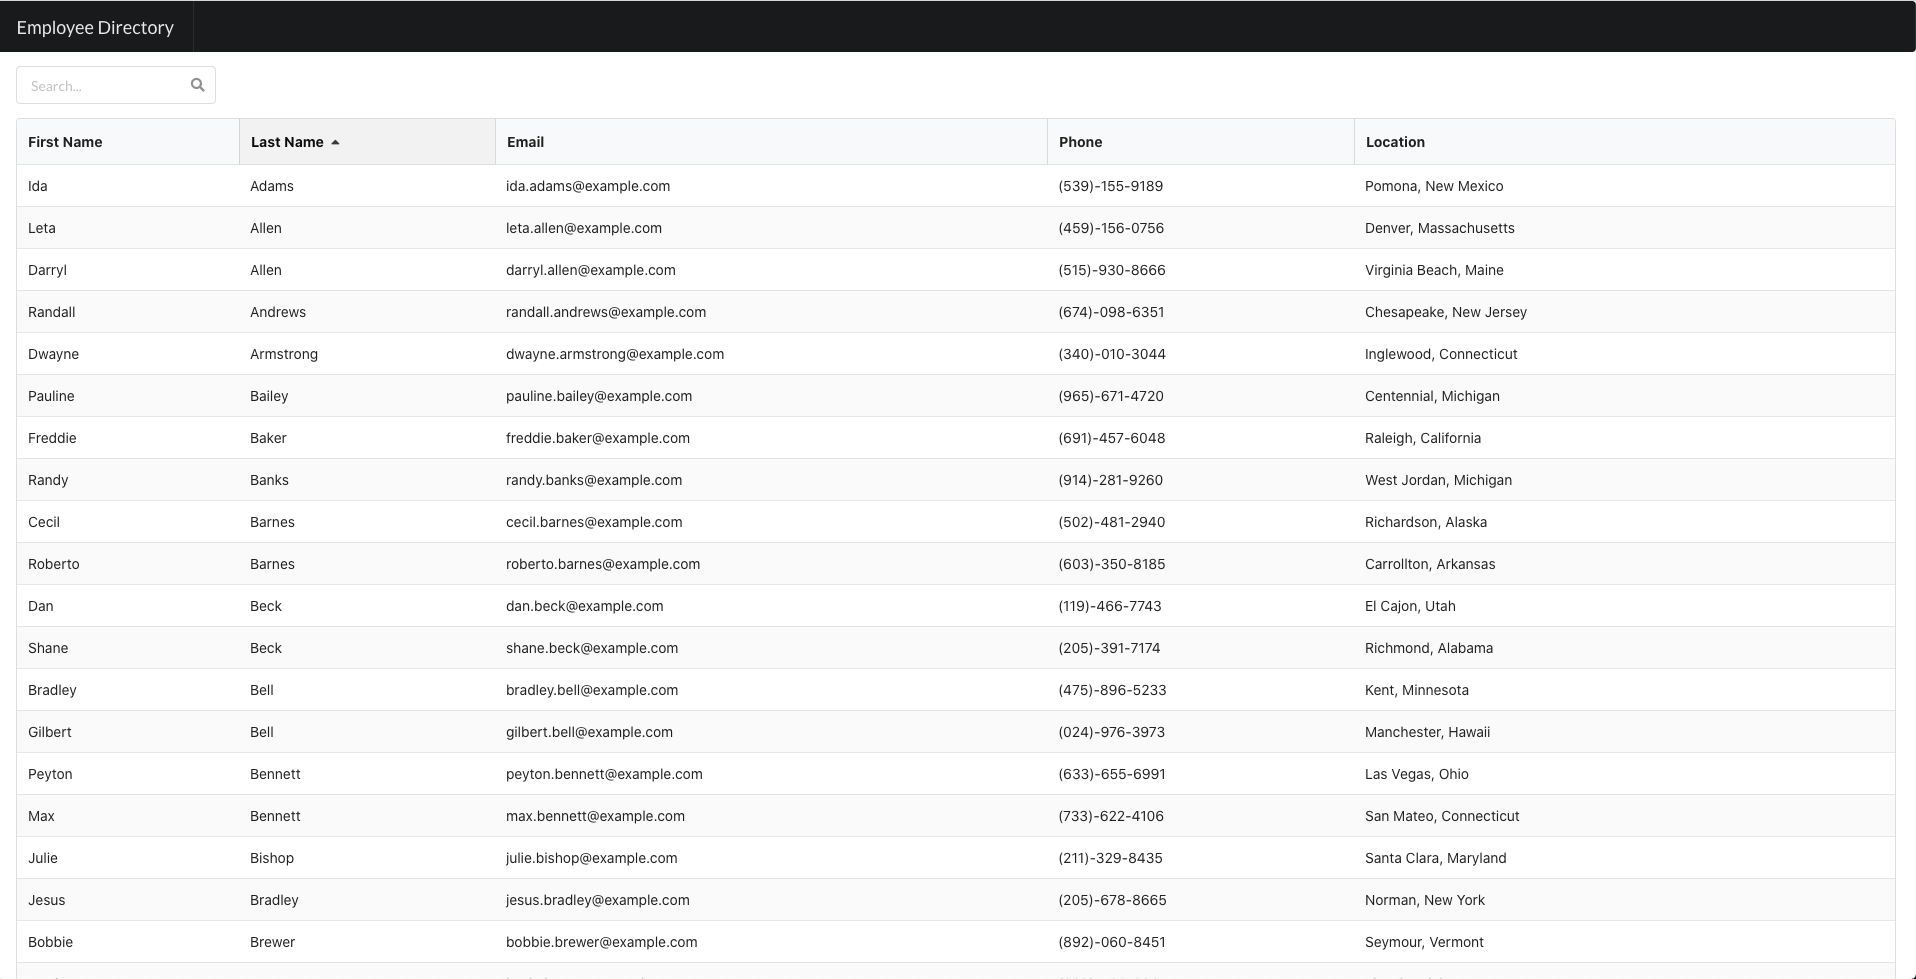 Employee Directory
Search...
First Name Last Name Email Phone Location
Ida Adams ida.adams@example.com (539)-155-9189 Pomona, New Mexico
Leta Allen leta.allen@example.com (459)-156-0756 Denver, Massachusetts
Darryl Allen darryl.allen@example.com (515)-930-8666 Virginia Beach, Maine
Randall Andrews randall.andrews@example.com (674)-098-6351 Chesapeake, New Jersey
Dwayne Armstrong dwayne.armstrong@example.com (340)-010-3044 Inglewood, Connecticut
Pauline Bailey pauline.bailey@example.com (965)-671-4720 Centennial, Michigan
Freddie Baker freddie.baker@example.com (691)-457-6048 Raleigh, California
Randy Banks randy.banks@example.com (914)-281-9260 West Jordan, Michigan
Cecil Barnes cecil.barnes@example.com (502)-481-2940 Richardson, Alaska
Roberto Barnes roberto.barnes@example.com (603)-350-8185 Carrollton, Arkansas
Dan Beck dan.beck@example.com (119)-466-7743 El Cajon, Utah
Shane Beck shane.beck@example.com (205)-391-7174 Richmond, Alabama
Bradley Bell bradley.bell@example.com (475)-896-5233 Kent, Minnesota
Gilbert Bell gilbert.bell@example.com (024)-976-3973 Manchester, Hawaii
Peyton Bennett peyton.bennett@example.com (633)-655-6991 Las Vegas, Ohio
Max Bennett max.bennett@example.com (733)-622-4106 San Mateo, Connecticut
Julie Bishop julie.bishop@example.com (211)-329-8435 Santa Clara, Maryland
Jesus Bradley jesus.bradley@example.com (205)-678-8665 Norman, New York
Bobbie Brewer bobbie.brewer@example.com (892)-060-8451 Seymour, Vermont